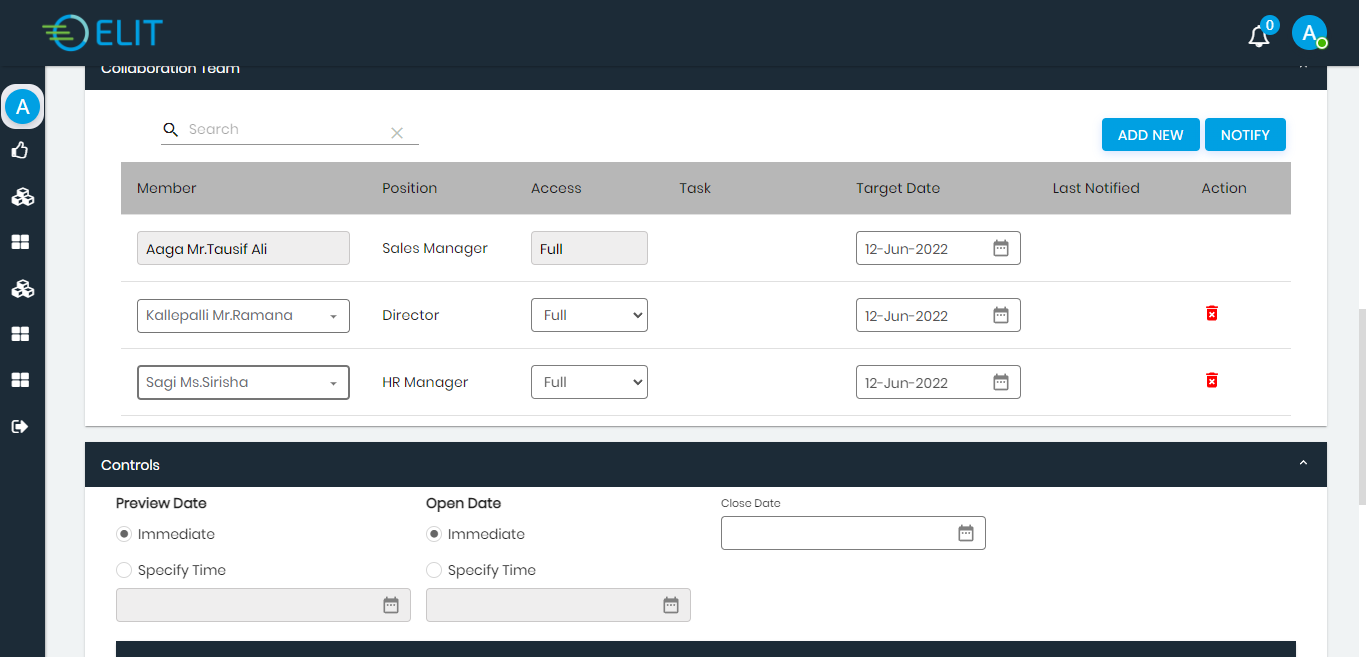 ELIT
0
A
Collaboration Team
A
Search
ADD NEW
NOTIFY
Member Position Access Task Target Date Last Notified Action
Aaga Mr.Tausif Ali Sales Manager Full 12-Jun-2022
Kallepalli Mr.Ramana Director Full 12-Jun-2022
Sagi Ms.Sirisha HR Manager Full 12-Jun-2022
Controls
Preview Date Open Date Close Date
Immediate Immediate
Specify Time Specify Time